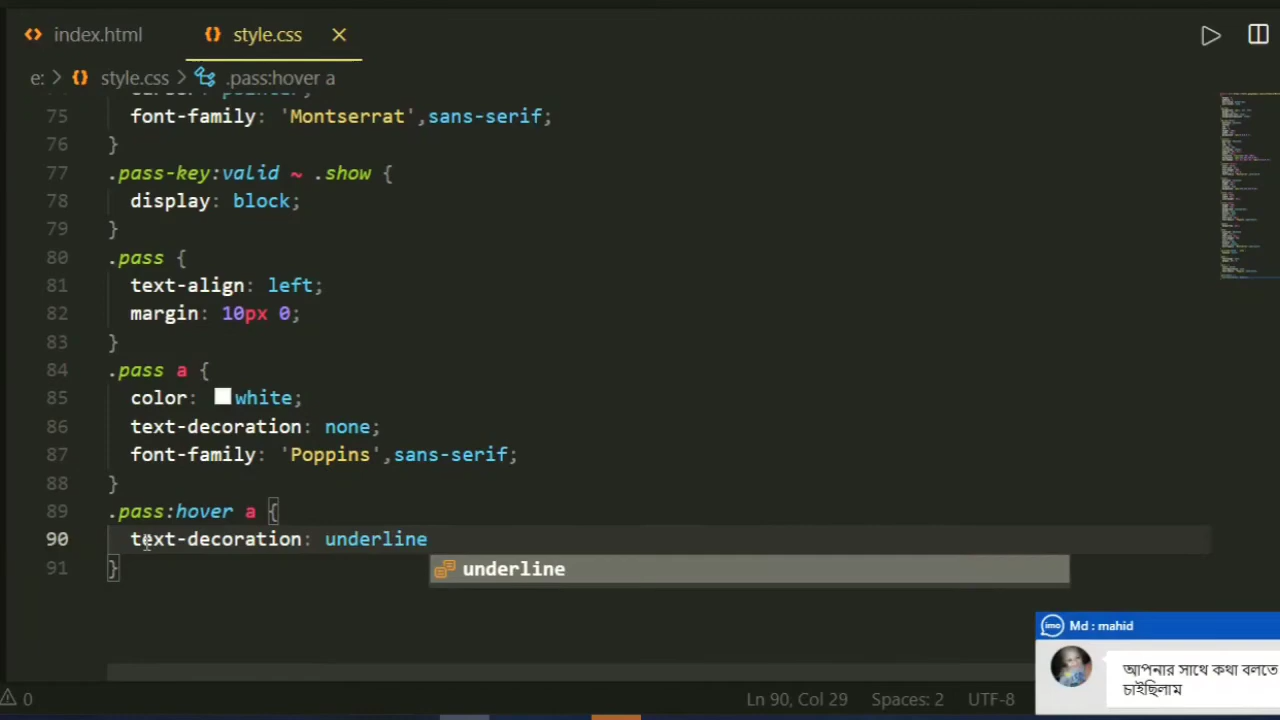 index.html style.css
e: > style.css > .pass:hover a
75 font-family: 'Montserrat',sans-serif;
76 }
77 .pass-key:valid ~ .show {
78 display: block;
79 }
80 .pass {
81 text-align: left;
82 margin: 10px 0;
83 }
84 .pass a {
85 color: white;
86 text-decoration: none;
87 font-family: 'Poppins',sans-serif;
88 }
89 .pass:hover a {
90 text-decoration: underline
91 }
underline
imo Md : mahid
আপনার সাথে কথা বলতে
চাইছিলাম
0 Ln 90, Col 29 Spaces: 2 UTF-8